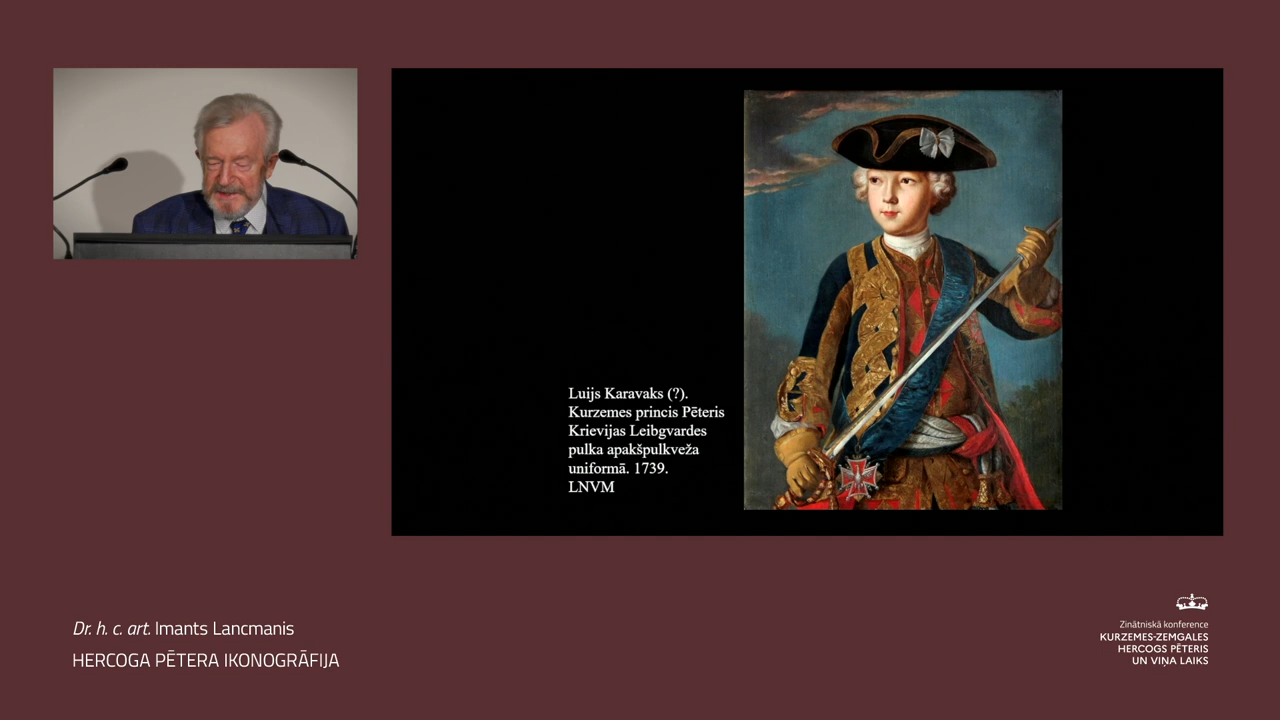 Luijs Karavaks (?).
Kurzemes princis Pēteris
Krievijas Leibgvardes
pulka apakšpulkveža
uniformā. 1739.
LNVM
Dr. h. c. art. Imants Lancmanis
HERCOGA PĒTERA IKONOGRĀFIJA
Zinātniskā konference
KURZEMES-ZEMGALES
HERCOGS PĒTERIS
UN VIŅA LAIKS